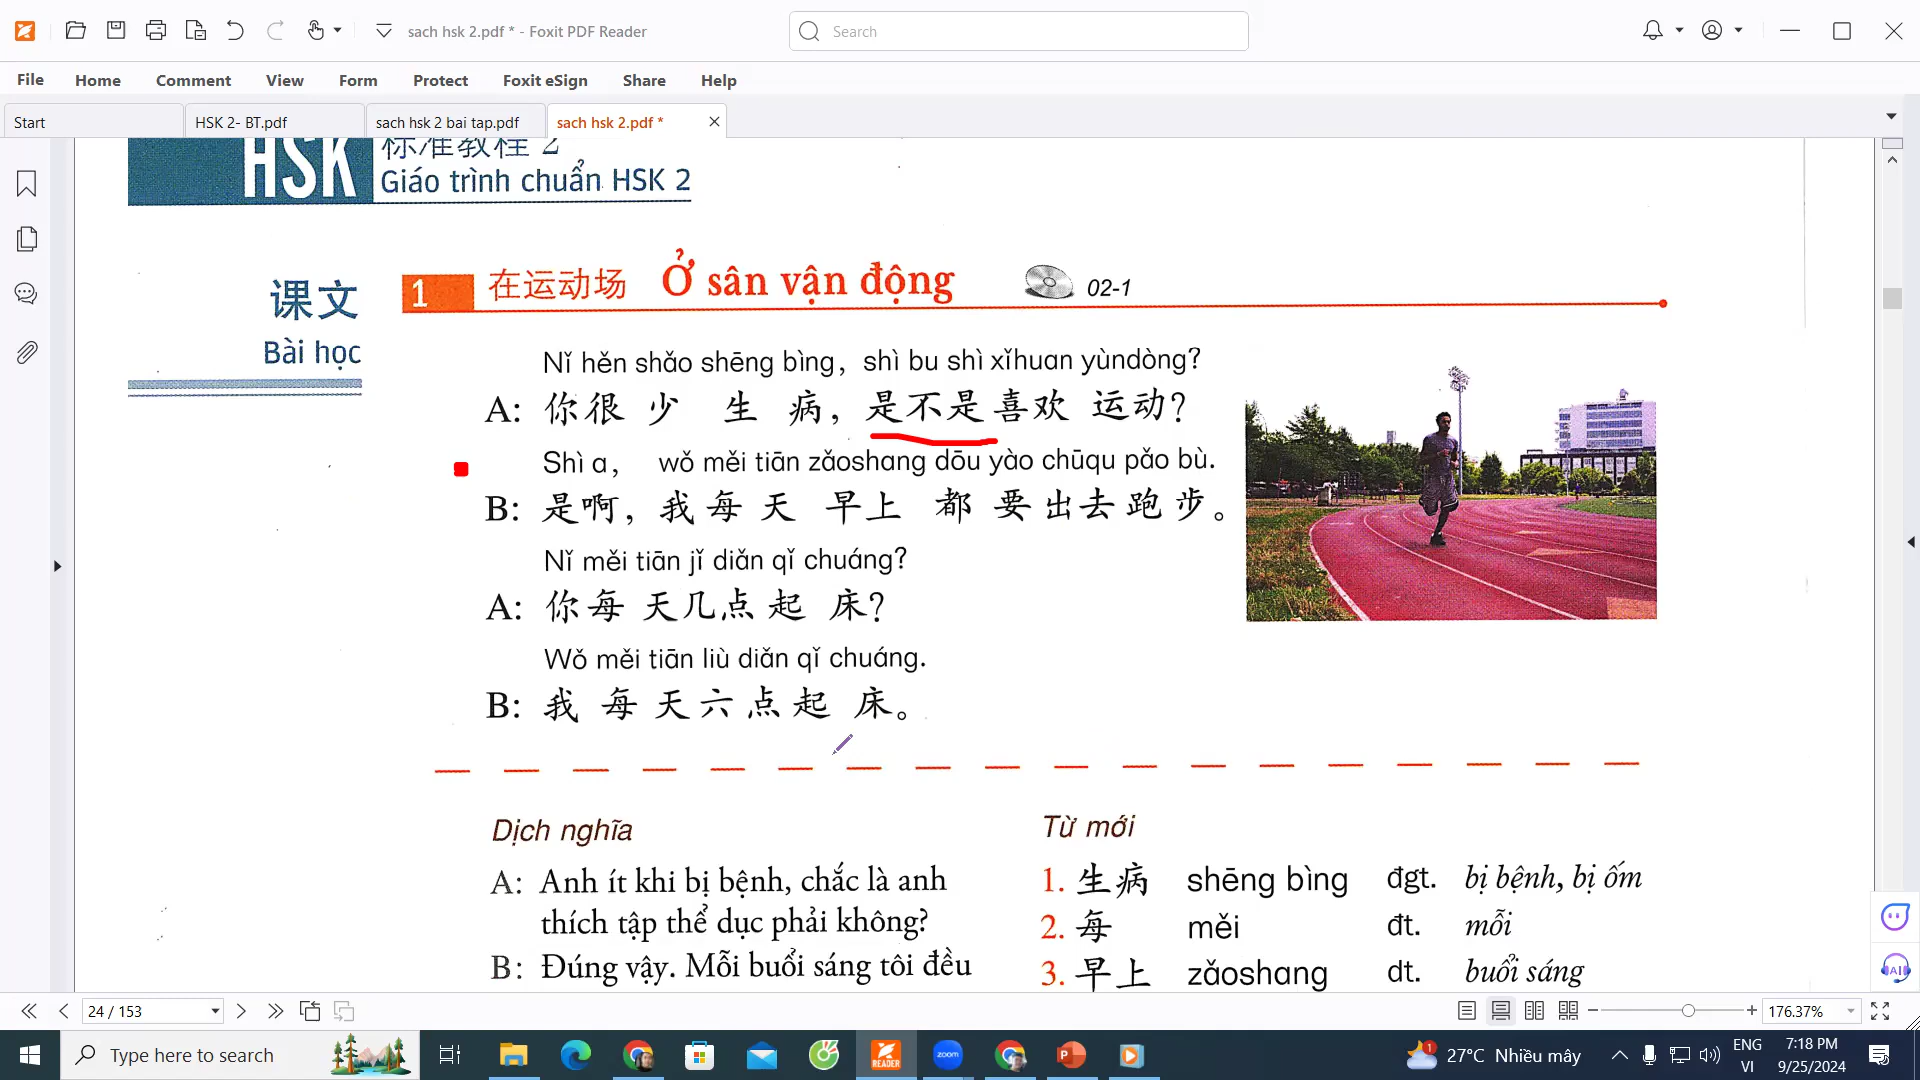 sach hsk 2.pdf * - Foxit PDF Reader
Search
File Home Comment View Form Protect Foxit eSign Share Help
Start
HSK 2- BT.pdf
sach hsk 2 bai tap.pdf
sach hsk 2.pdf *
HSK
标准教程 2
Giáo trình chuẩn HSK 2
课文
Bài học
1 在运动场 Ở sân vận động 02-1
Nǐ hěn shǎo shēng bìng, shì bu shì xǐhuan yùndòng?
A: 你很少生病, 是不是喜欢运动?
Shì a, wǒ měi tiān zǎoshang dōu yào chūqu pǎo bù.
B: 是啊, 我每天早上都要出去跑步。
Nǐ měi tiān jǐ diǎn qǐ chuáng?
A: 你每天几点起床?
Wǒ měi tiān liù diǎn qǐ chuáng.
B: 我每天六点起床。
Dịch nghĩa
A: Anh ít khi bị bệnh, chắc là anh
thích tập thể dục phải không?
B: Đúng vậy. Mỗi buổi sáng tôi đều
Từ mới
1. 生病 shēng bìng đgt. bị bệnh, bị ốm
2. 每 měi đt. mỗi
3. 早上 zǎoshang dt. buổi sáng
24 / 153
176.37%
Type here to search
READER
zoom
27°C Nhiều mây
ENG
VI
7:18 PM
9/25/2024
AI